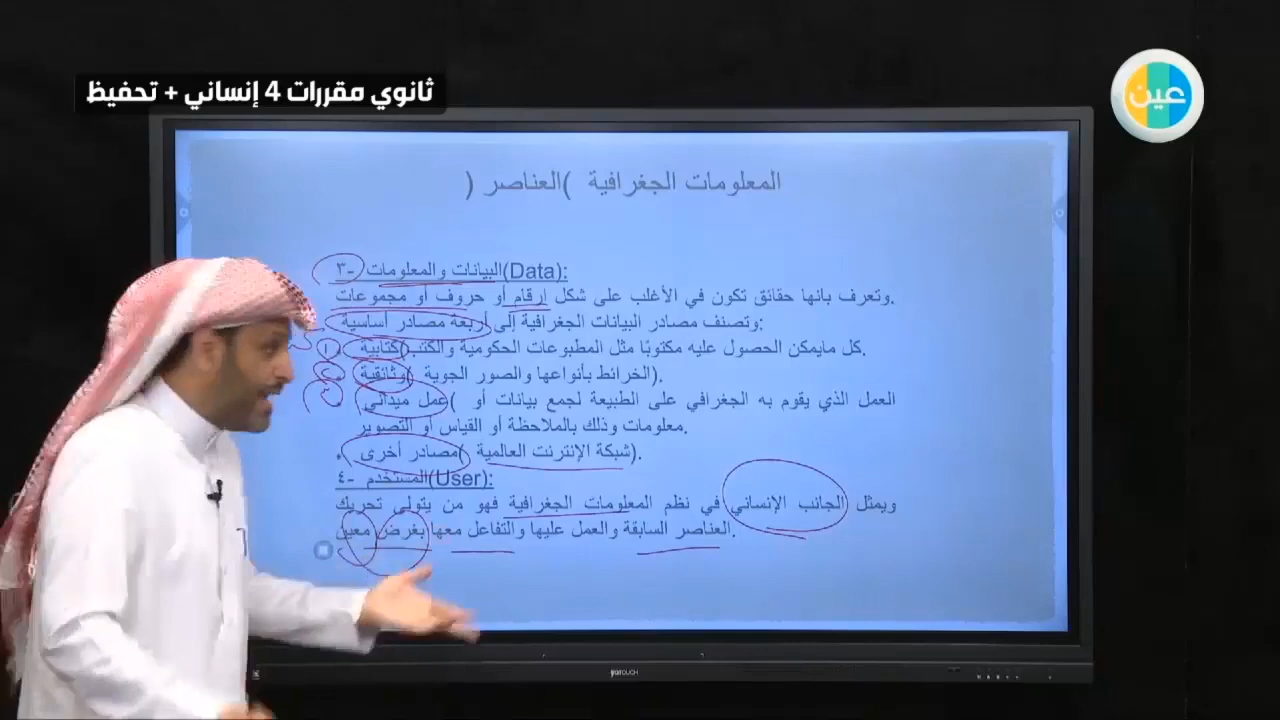 ثانوي مقررات 4 إنساني + تحفيظ
عين
المعلومات الجغرافية )العناصر (
٣- البيانات والمعلومات(Data):
وتعرف بانها حقائق تكون في الأغلب على شكل ارقام أو حروف أو مجموعات.
وتصنف مصادر البيانات الجغرافية إلى أربعة مصادر أساسية:
كتابية(كل مايمكن الحصول عليه مكتوبًا مثل المطبوعات الحكومية والكتب.
وثائقية( الخرائط بأنواعها والصور الجوية).
عمل ميداني( العمل الذي يقوم به الجغرافي على الطبيعة لجمع بيانات أو
معلومات وذلك بالملاحظة أو القياس أو التصوير.
مصادر أخرى( شبكة الإنترنت العالمية).
٤- المستخدم(User):
ويمثل الجانب الإنساني في نظم المعلومات الجغرافية فهو من يتولى تحريك
العناصر السابقة والعمل عليها والتفاعل معها بغرض معين.